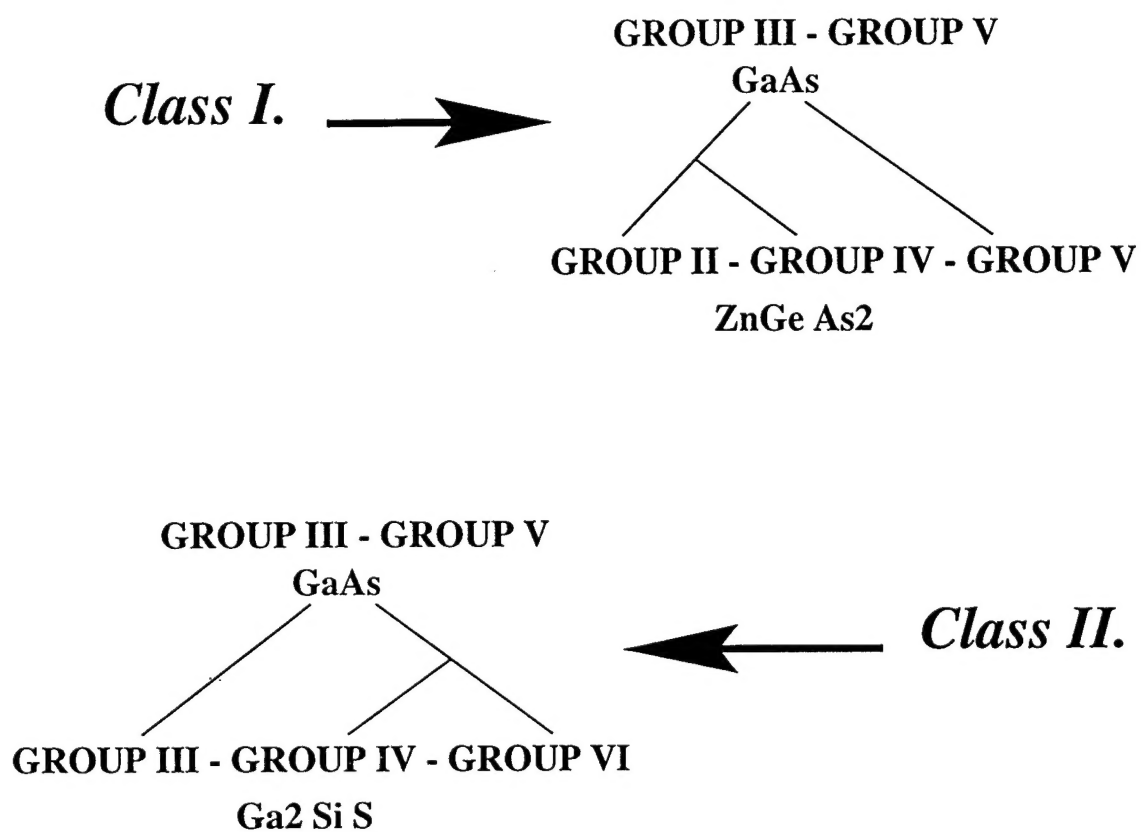 GROUP III - GROUP V
GaAs
Class I.
GROUP II - GROUP IV - GROUP V
ZnGe As2
GROUP III - GROUP V
GaAs
Class II.
GROUP III - GROUP IV - GROUP VI
Ga2 Si S